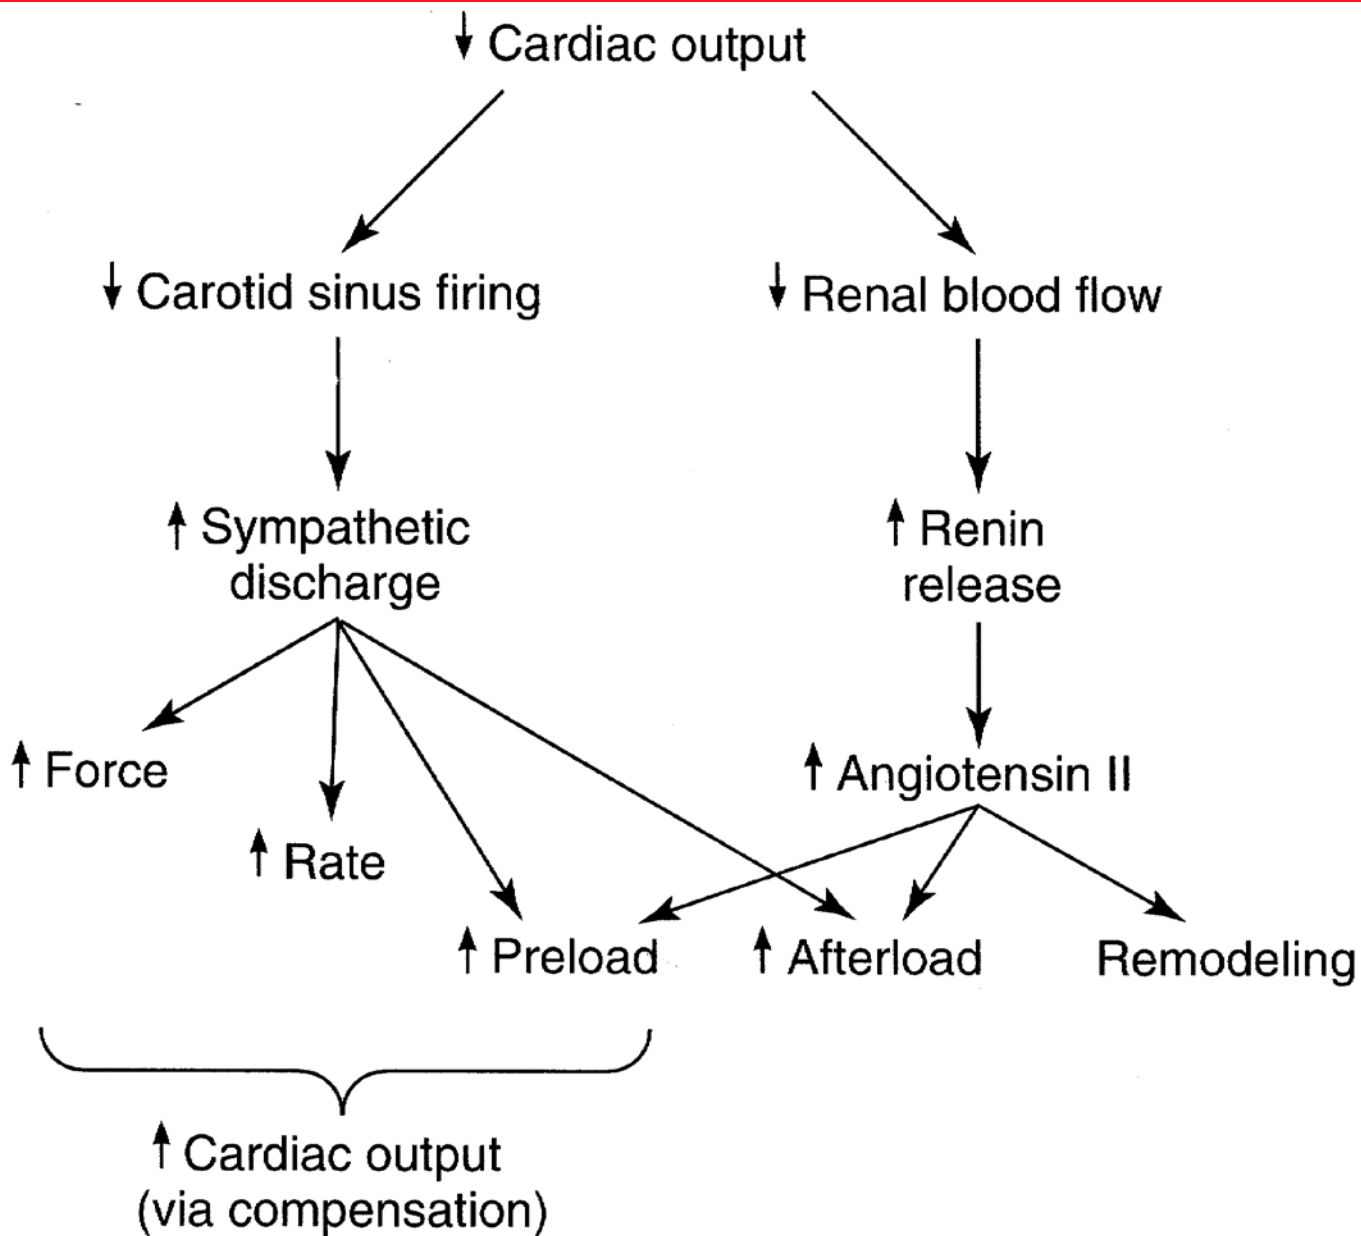 ↓ Cardiac output
↓ Carotid sinus firing
↓ Renal blood flow
↑ Sympathetic
discharge
↑ Renin
release
↑ Force
↑ Angiotensin II
↑ Rate
↑ Preload
↑ Afterload
Remodeling
↑ Cardiac output
(via compensation)